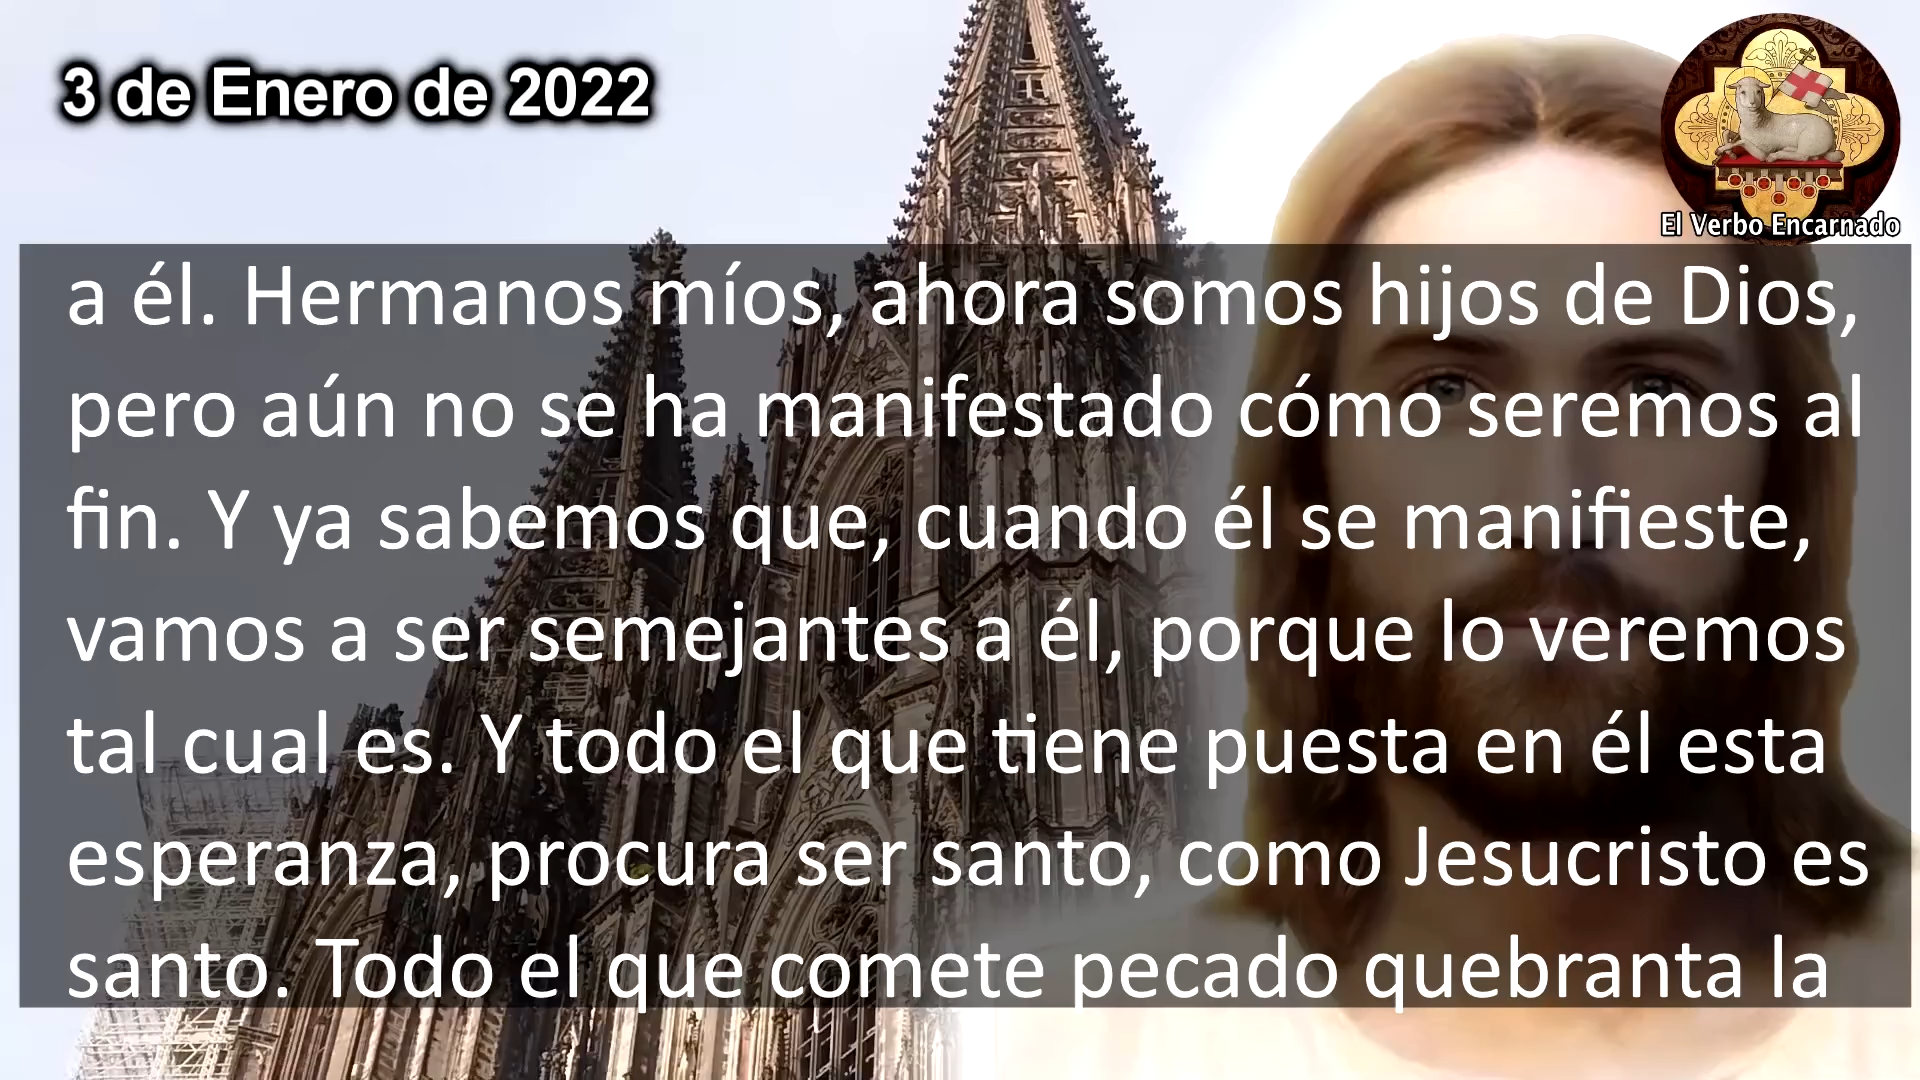 3 de Enero de 2022
El Verbo Encarnado
a él. Hermanos míos, ahora somos hijos de Dios,
pero aún no se ha manifestado cómo seremos al
fin. Y ya sabemos que, cuando él se manifieste,
vamos a ser semejantes a él, porque lo veremos
tal cual es. Y todo el que tiene puesta en él esta
esperanza, procura ser santo, como Jesucristo es
santo. Todo el que comete pecado quebranta la